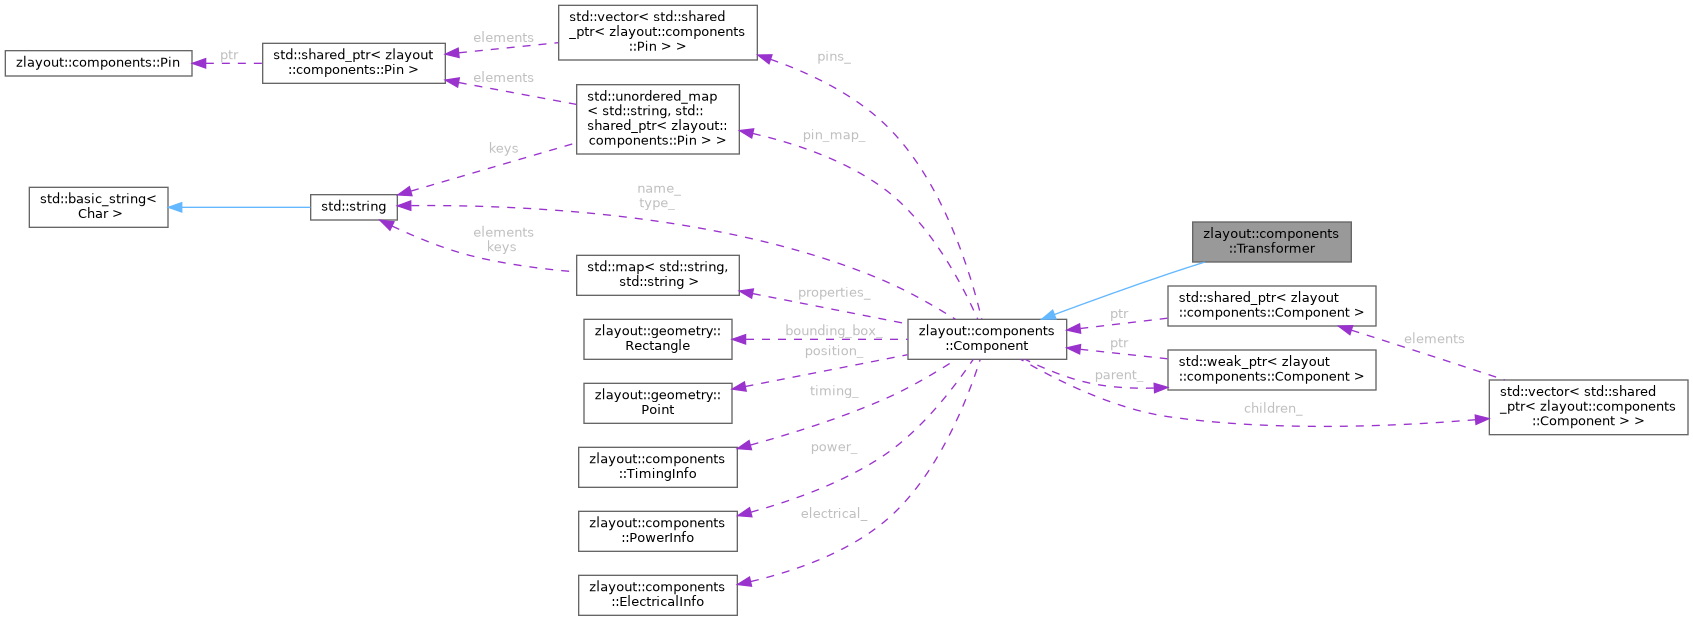 std::vector< std::shared
_ptr< zlayout::components
::Pin > >
elements
zlayout::components::Pin
ptr
std::shared_ptr< zlayout
::components::Pin >
pins_
elements
std::unordered_map
< std::string, std::
shared_ptr< zlayout::
components::Pin > >
pin_map_
keys
std::basic_string<
Char >
std::string
name_
type_
elements
keys
std::map< std::string,
std::string >
properties_
zlayout::components
::Transformer
zlayout::geometry::
Rectangle
bounding_box_
position_
zlayout::components
::Component
ptr
std::shared_ptr< zlayout
::components::Component >
ptr
parent_
std::weak_ptr< zlayout
::components::Component >
elements
children_
std::vector< std::shared
_ptr< zlayout::components
::Component > >
zlayout::geometry::
Point
timing_
zlayout::components
::TimingInfo
power_
zlayout::components
::PowerInfo
electrical_
zlayout::components
::ElectricalInfo